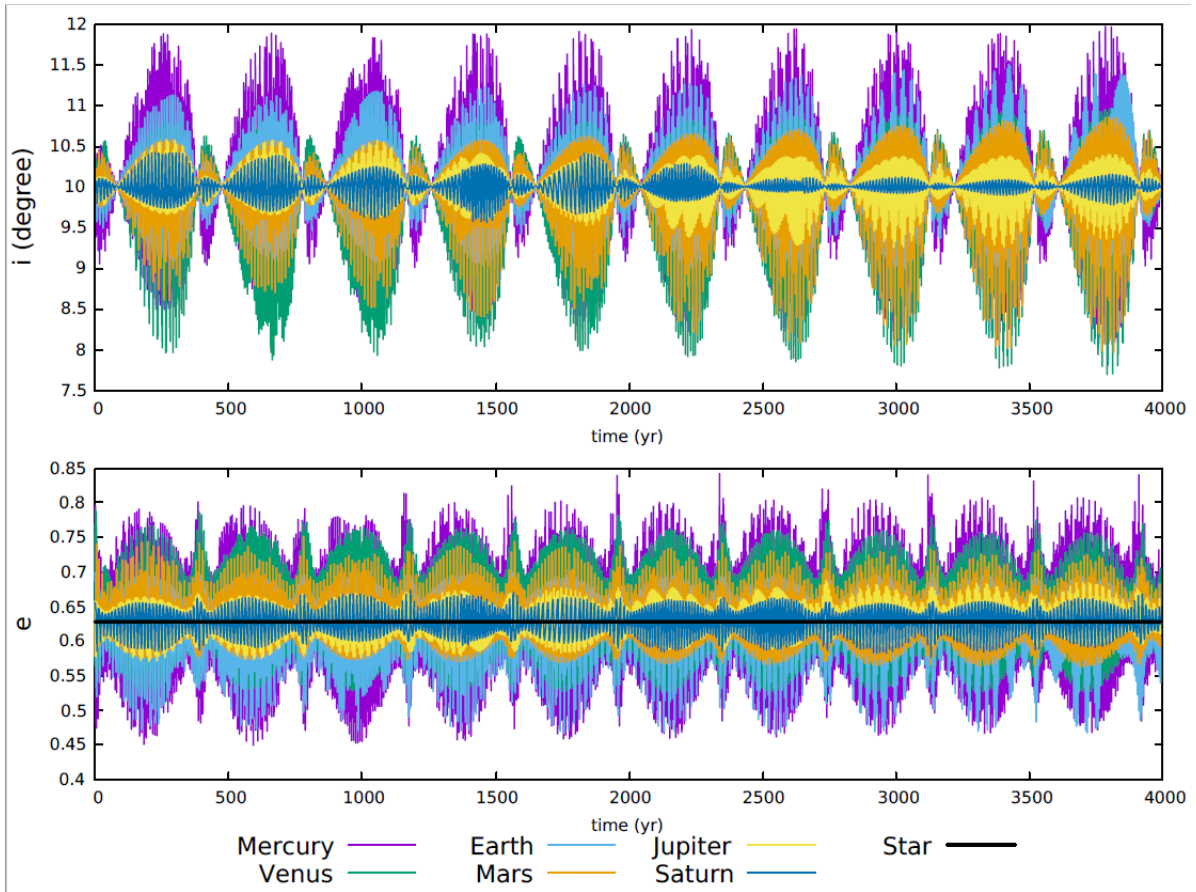 12
11.5
11
10.5
10
9.5
9
8.5
8
7.5
i (degree)
0 500 1000 1500 2000 2500 3000 3500 4000
time (yr)
0.85
0.8
0.75
0.7
0.65
0.6
0.55
0.5
0.45
0.4
e
0 500 1000 1500 2000 2500 3000 3500 4000
time (yr)
Mercury Earth Jupiter Star
Venus Mars Saturn